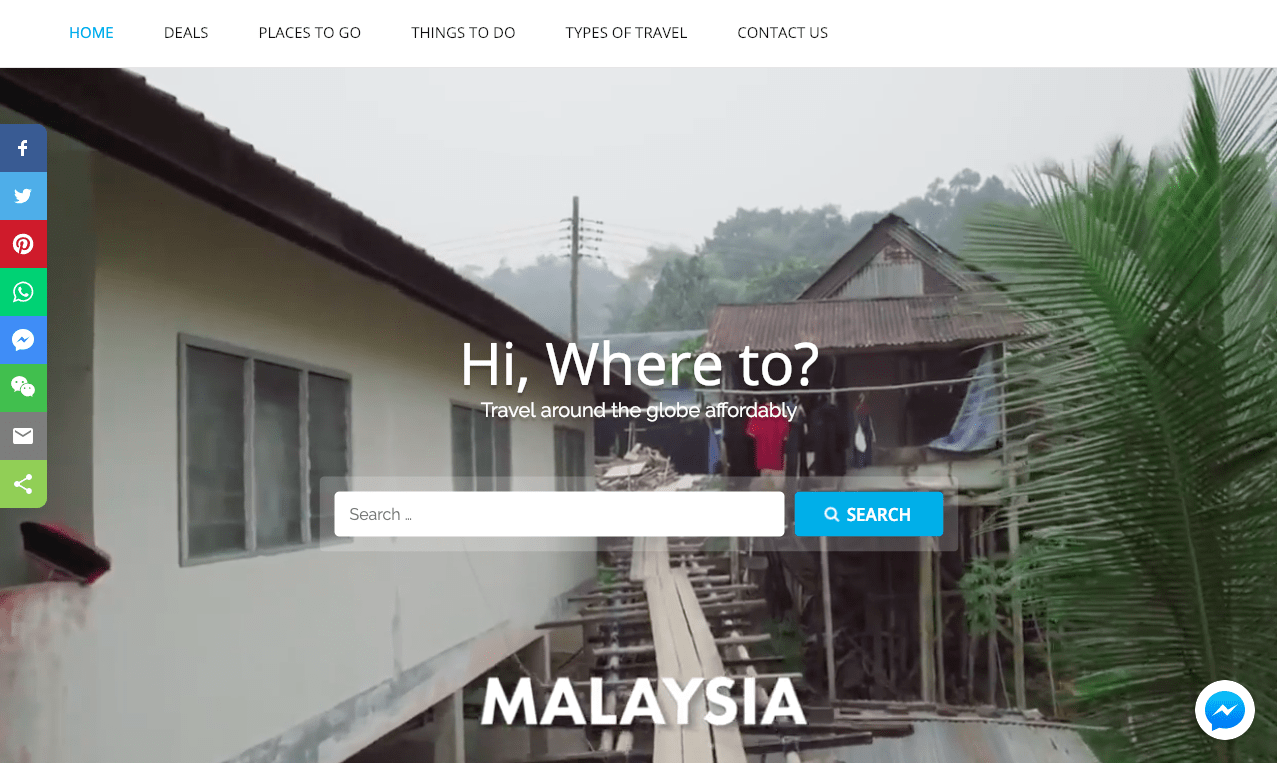 HOME DEALS PLACES TO GO THINGS TO DO TYPES OF TRAVEL CONTACT US
Hi, Where to?
Travel around the globe affordably
Search ...
SEARCH
MALAYSIA